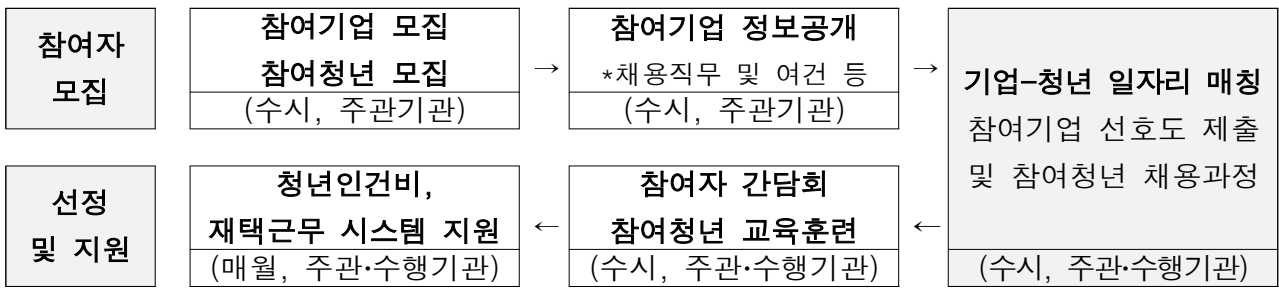 참여자
모집
참여기업 모집
참여청년 모집
(수시, 주관기관)
→
참여기업 정보공개
*채용직무 및 여건 등
(수시, 주관기관)
→
기업-청년 일자리 매칭
참여기업 선호도 제출
및 참여청년 채용과정
(수시, 주관·수행기관)
선정
및 지원
청년인건비,
재택근무 시스템 지원
(매월, 주관·수행기관)
←
참여자 간담회
참여청년 교육훈련
(수시, 주관·수행기관)
←